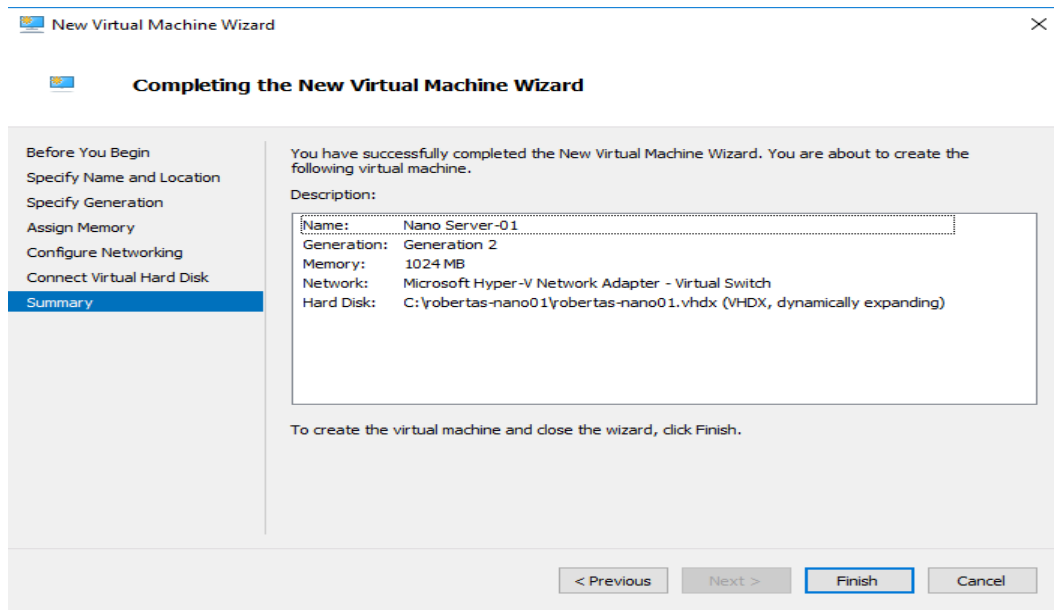 New Virtual Machine Wizard
Completing the New Virtual Machine Wizard
Before You Begin
Specify Name and Location
Specify Generation
Assign Memory
Configure Networking
Connect Virtual Hard Disk
Summary
You have successfully completed the New Virtual Machine Wizard. You are about to create the
following virtual machine.
Description:
Name: Nano Server-01
Generation: Generation 2
Memory: 1024 MB
Network: Microsoft Hyper-V Network Adapter - Virtual Switch
Hard Disk: C:\robertas-nano01\robertas-nano01.vhdx (VHDX, dynamically expanding)
To create the virtual machine and close the wizard, click Finish.
< Previous Next > Finish Cancel